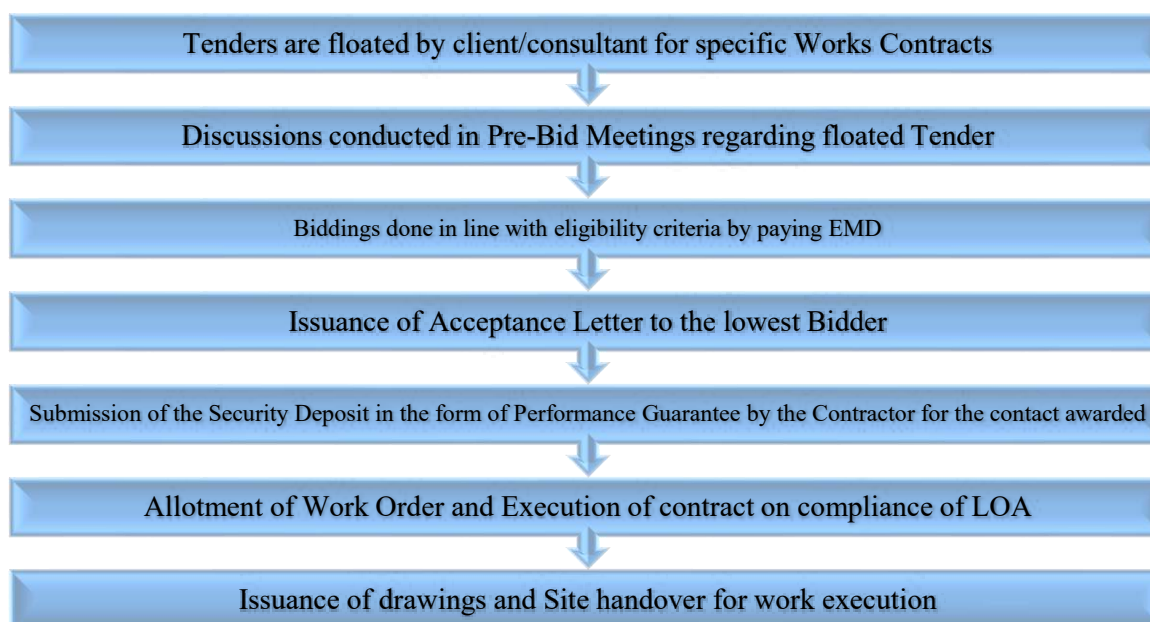 Tenders are floated by client/consultant for specific Works Contracts
Discussions conducted in Pre-Bid Meetings regarding floated Tender
Biddings done in line with eligibility criteria by paying EMD
Issuance of Acceptance Letter to the lowest Bidder
Submission of the Security Deposit in the form of Performance Guarantee by the Contractor for the contact awarded
Allotment of Work Order and Execution of contract on compliance of LOA
Issuance of drawings and Site handover for work execution